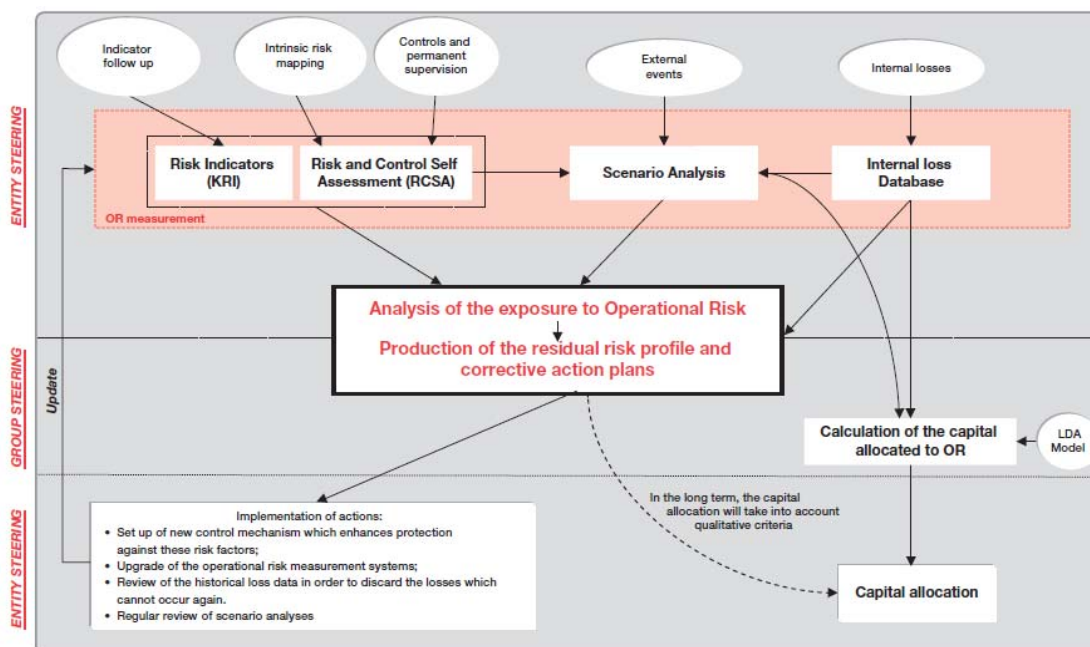 Indicator
follow up
Intrinsic risk
mapping
Controls and
permanent
supervision
External
events
Internal losses
ENTITY STEERING
Risk Indicators
(KRI)
Risk and Control Self
Assessment (RCSA)
Scenario Analysis
Internal loss
Database
OR measurement
Analysis of the exposure to Operational Risk
Production of the residual risk profile and
corrective action plans
GROUP STEERING
Update
Calculation of the capital
allocated to OR
LDA
Model
In the long term, the capital
allocation will take into account
qualitative criteria
ENTITY STEERING
Implementation of actions:
• Set up of new control mechanism which enhances protection
against these risk factors;
• Upgrade of the operational risk measurement systems;
• Review of the historical loss data in order to discard the losses which
cannot occur again.
• Regular review of scenario analyses
Capital allocation